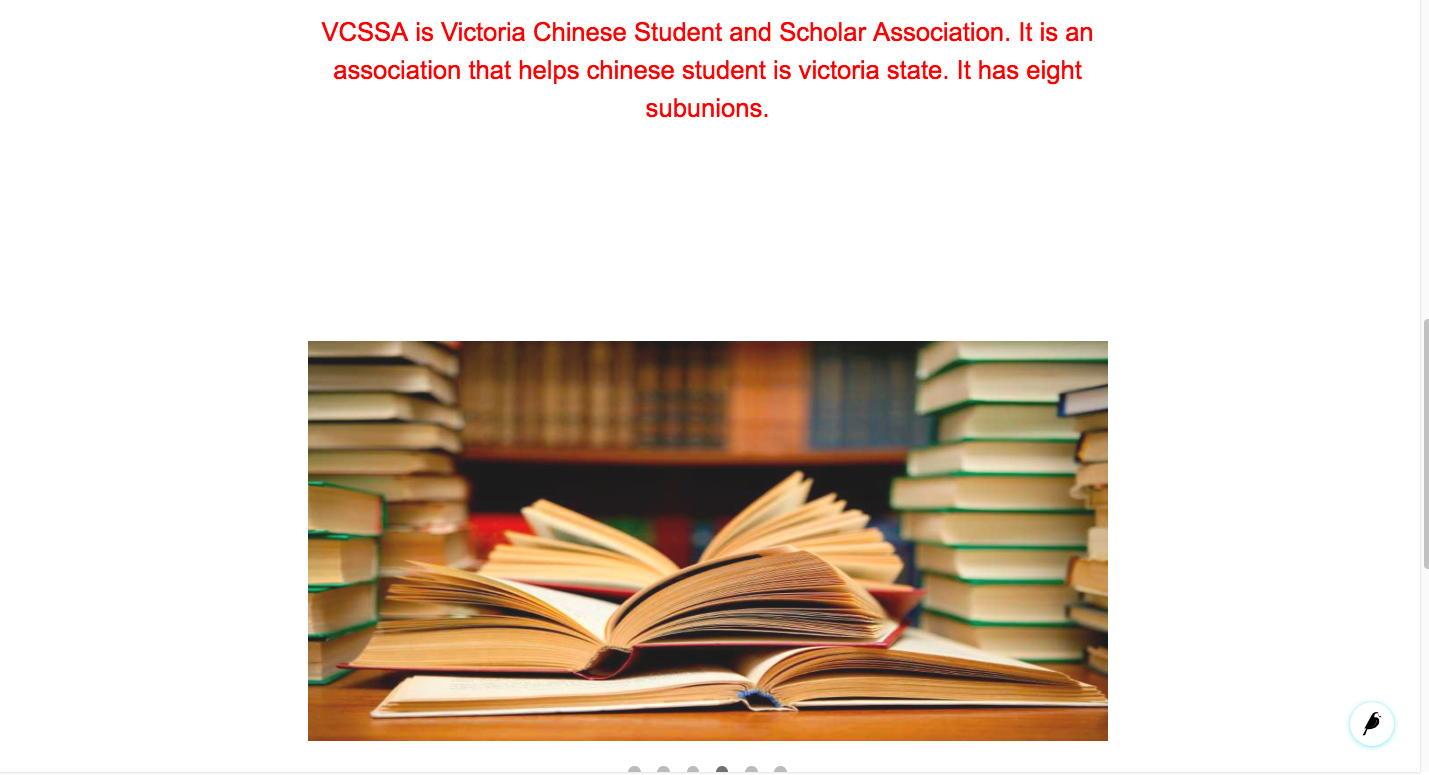 VCSSA is Victoria Chinese Student and Scholar Association. It is an
association that helps chinese student is victoria state. It has eight
subunions.